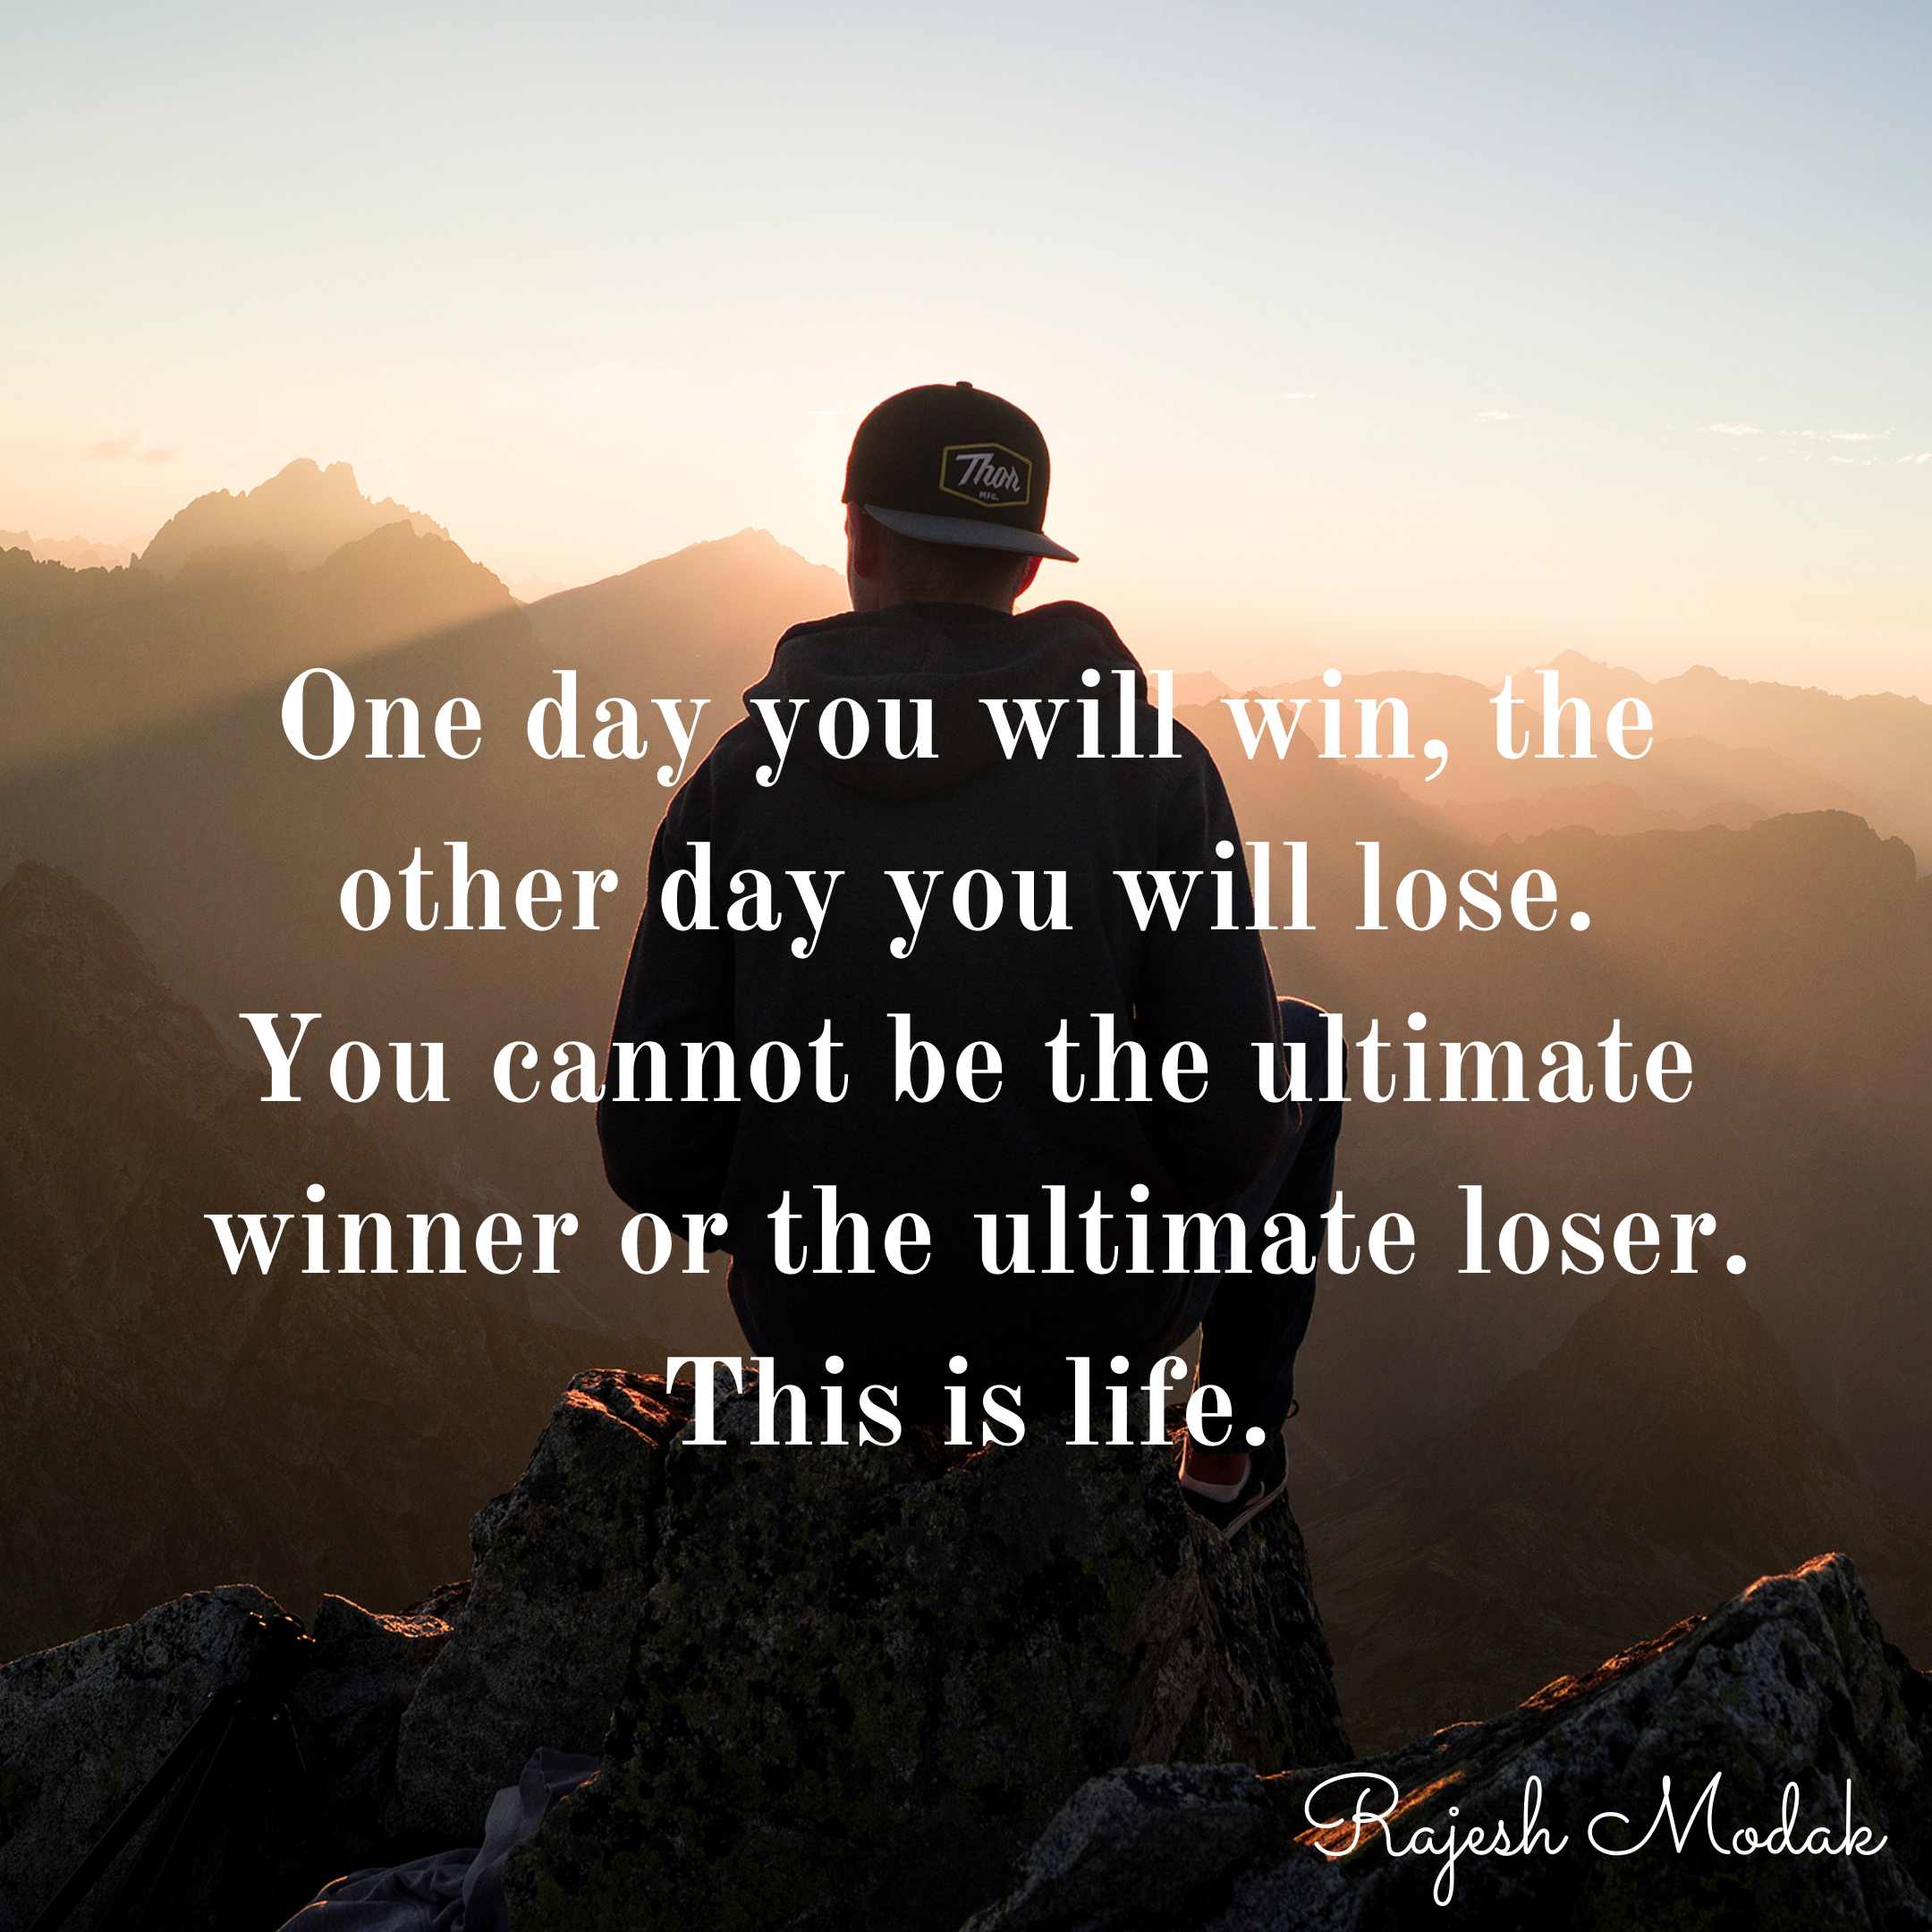 Thor
MFG.
One day you will win, the
other day you will lose.
You cannot be the ultimate
winner or the ultimate loser.
This is life.
Rajesh Modak